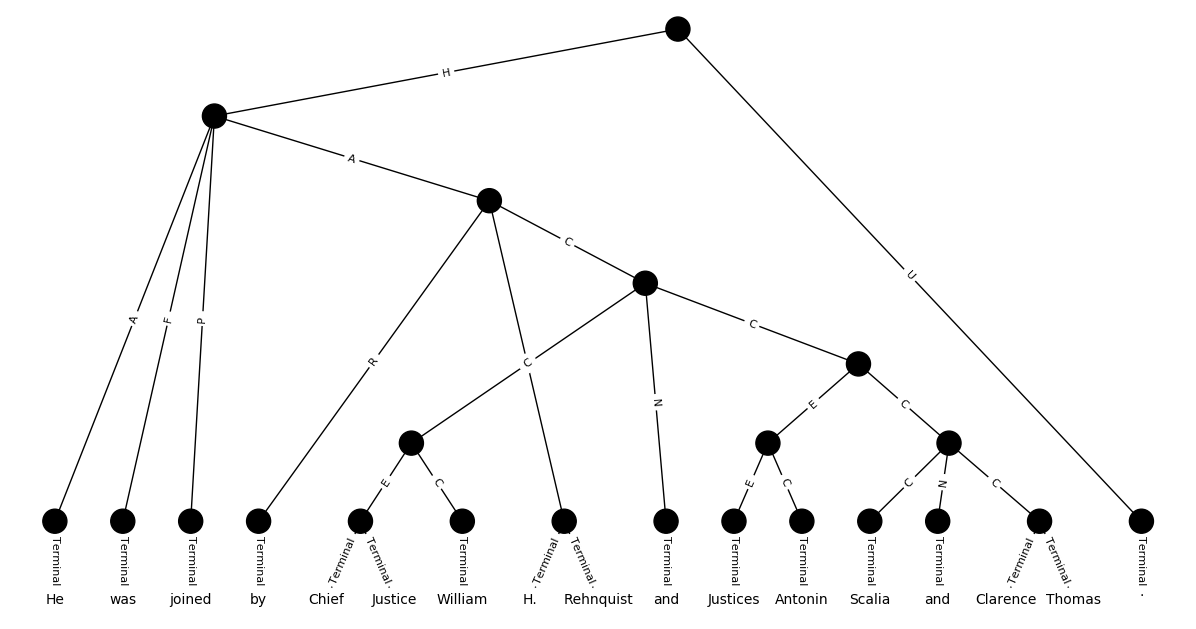 H
A
C
U
A F P
R
C
N
C
E C
E C
E C
C N C
Terminal Terminal Terminal Terminal Terminal Terminal Terminal Terminal Terminal Terminal Terminal Terminal Terminal Terminal Terminal Terminal Terminal
He was joined by Chief Justice William H. Rehnquist and Justices Antonin Scalia and Clarence Thomas .